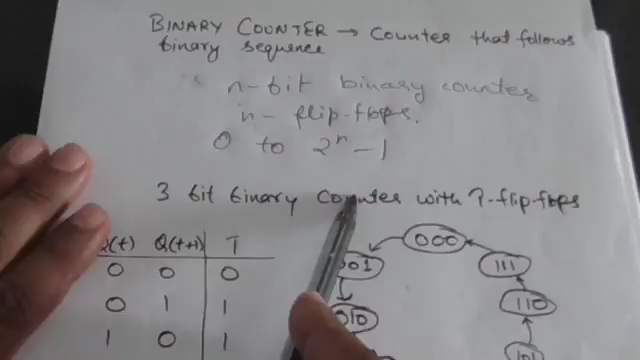 BINARY COUNTER → Counter that follows
binary sequence
n-bit binary counter
n- flip-flops.
0 to 2ⁿ - 1
3 bit binary counter with T-flip-flops
Q(t) Q(t+1) T
0 0 0
0 1 1
1 0 1
000
001
010
111
110
101